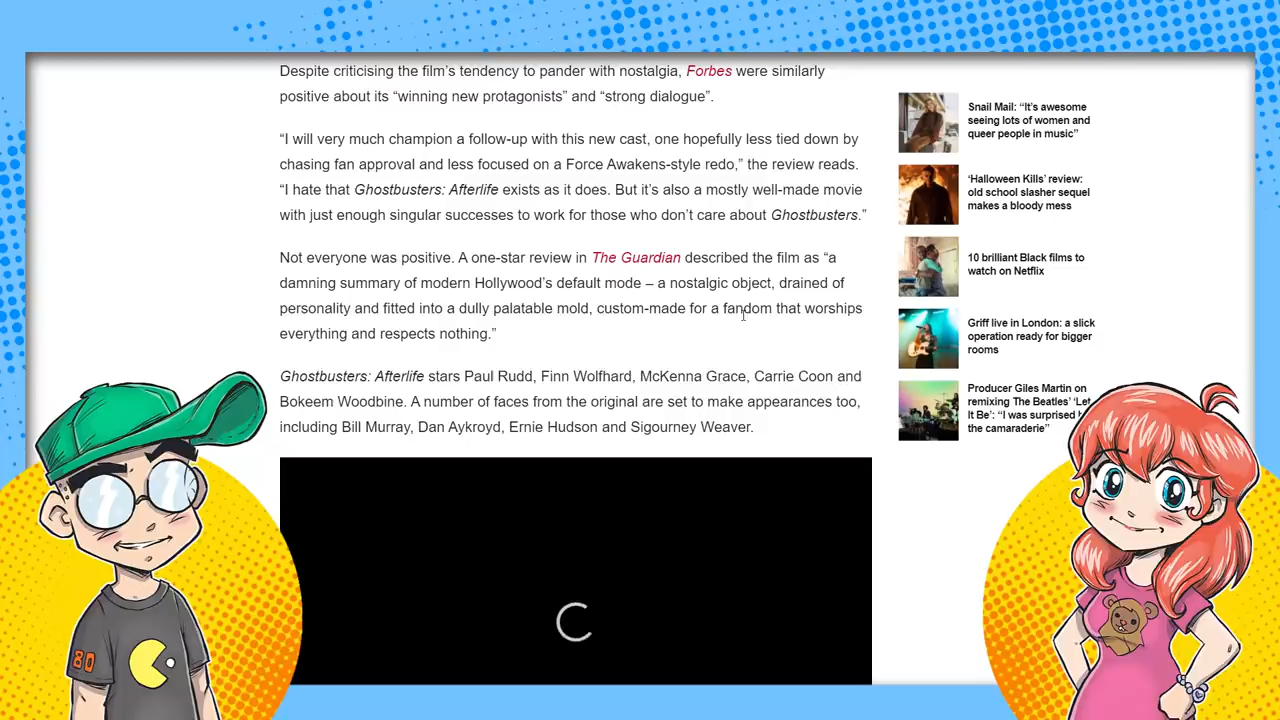 Despite criticising the film’s tendency to pander with nostalgia, Forbes were similarly
positive about its “winning new protagonists” and “strong dialogue”.
“I will very much champion a follow-up with this new cast, one hopefully less tied down by
chasing fan approval and less focused on a Force Awakens-style redo,” the review reads.
“I hate that Ghostbusters: Afterlife exists as it does. But it’s also a mostly well-made movie
with just enough singular successes to work for those who don’t care about Ghostbusters.”
Not everyone was positive. A one-star review in The Guardian described the film as “a
damning summary of modern Hollywood’s default mode – a nostalgic object, drained of
personality and fitted into a dully palatable mold, custom-made for a fandom that worships
everything and respects nothing.”
Ghostbusters: Afterlife stars Paul Rudd, Finn Wolfhard, McKenna Grace, Carrie Coon and
Bokeem Woodbine. A number of faces from the original are set to make appearances too,
including Bill Murray, Dan Aykroyd, Ernie Hudson and Sigourney Weaver.
Snail Mail: “It’s awesome
seeing lots of women and
queer people in music”
‘Halloween Kills’ review:
old school slasher sequel
makes a bloody mess
10 brilliant Black films to
watch on Netflix
Griff live in London: a slick
operation ready for bigger
rooms
Producer Giles Martin on
remixing The Beatles’ ‘Let
It Be’: “I was surprised
the camaraderie”
80